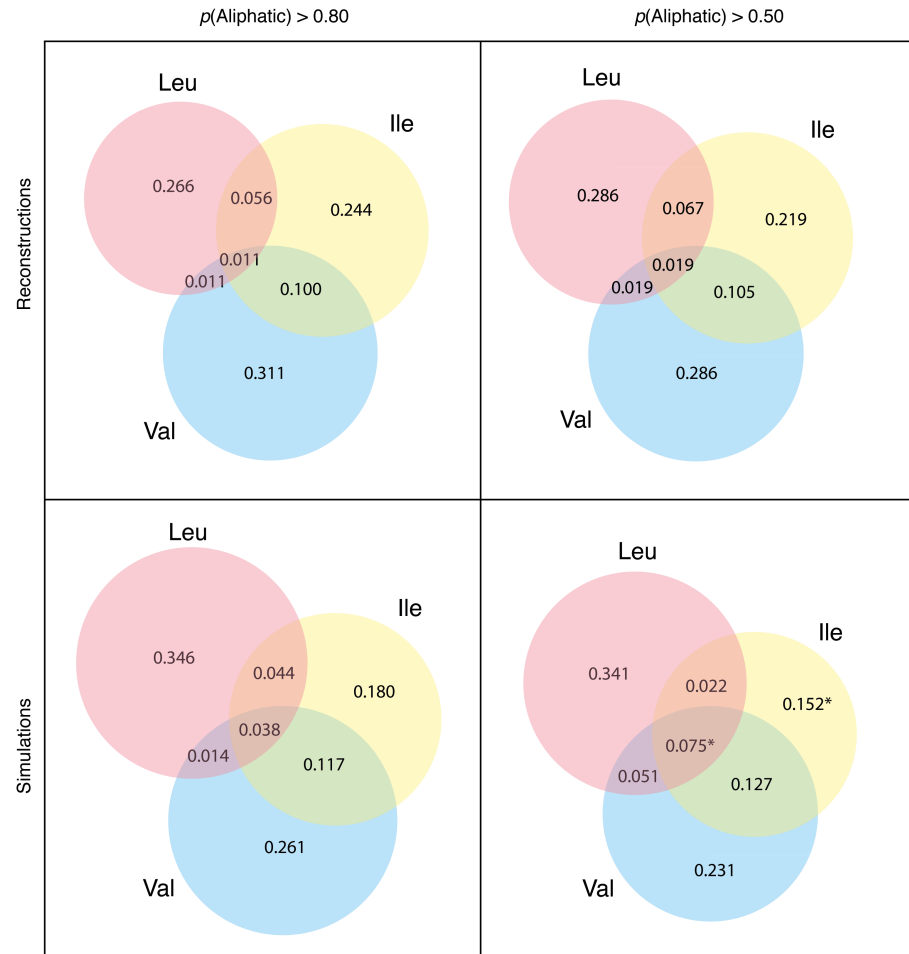 p(Aliphatic) > 0.80
p(Aliphatic) > 0.50
Reconstructions
Leu
Ile
0.266
0.056
0.244
0.011
0.011
0.100
0.311
Val
Leu
Ile
0.286
0.067
0.219
0.019
0.019
0.105
0.286
Val
Simulations
Leu
Ile
0.346
0.044
0.180
0.038
0.014
0.117
0.261
Val
Leu
Ile
0.341
0.022
0.152*
0.075*
0.051
0.127
0.231
Val